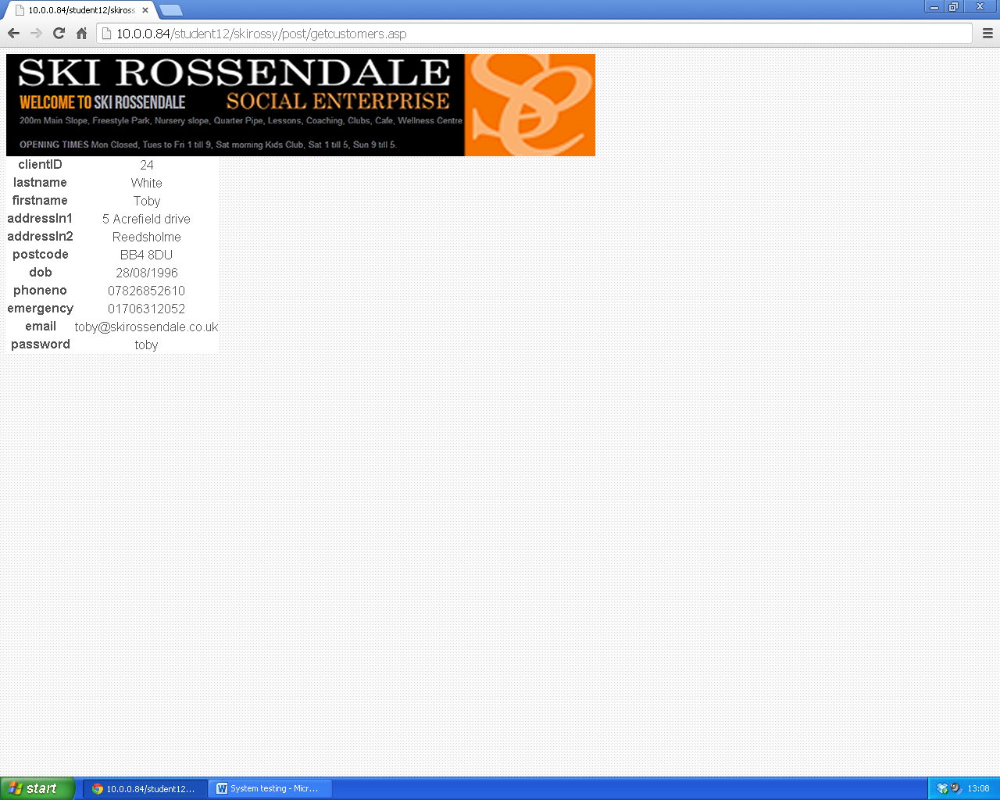 10.0.0.84/student12/skiross
10.0.0.84/student12/skirossy/post/getcustomers.asp
SKI ROSSENDALE
WELCOME TO SKI ROSSENDALE SOCIAL ENTERPRISE
200m Main Slope, Freestyle Park, Nursery slope, Quarter Pipe, Lessons, Coaching, Clubs, Cafe, Wellness Centre
OPENING TIMES Mon Closed, Tues to Fri 1 till 9, Sat morning Kids Club, Sat 1 till 5, Sun 9 till 5.
clientID 24
lastname White
firstname Toby
addressln1 5 Acrefield drive
addressln2 Reedsholme
postcode BB4 8DU
dob 28/08/1996
phoneno 07826852610
emergency 01706312052
email toby@skirossendale.co.uk
password toby
start 10.0.0.84/student12... System testing - Micr... 13:08